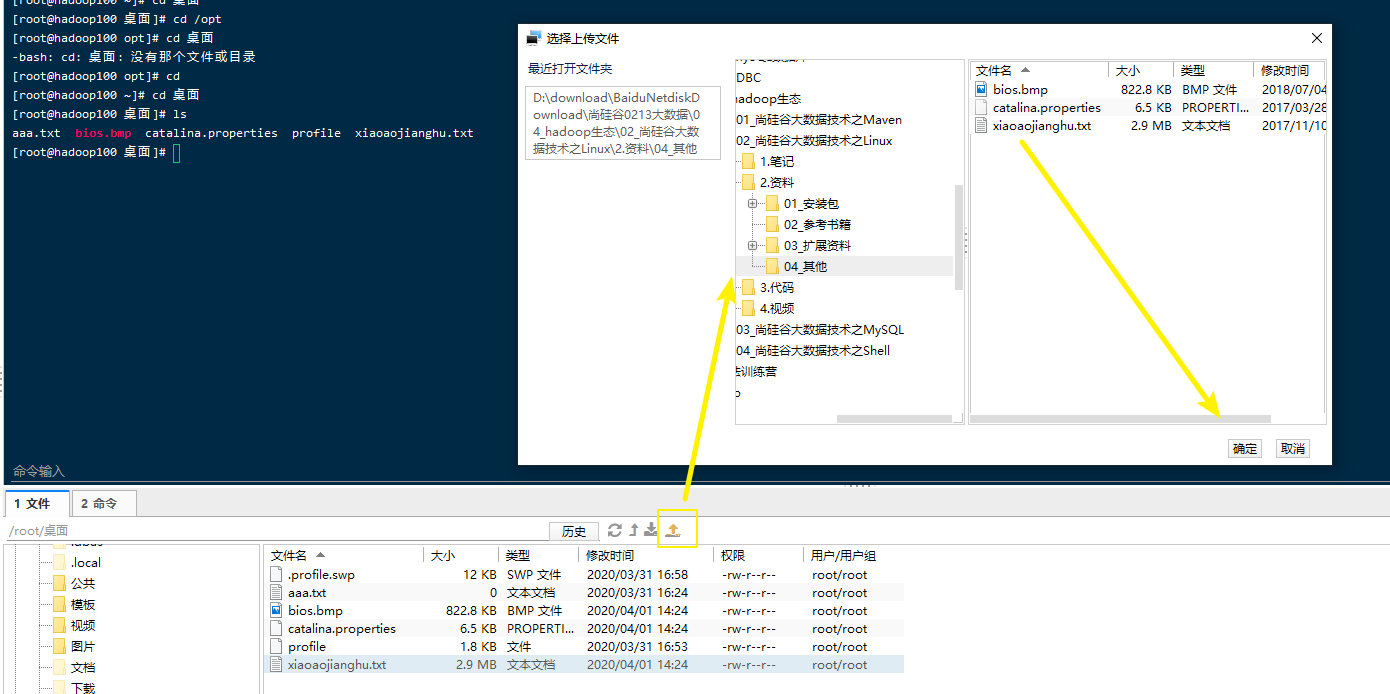 [root@hadoop100 ~]# cd 桌面
[root@hadoop100 桌面]# cd /opt
[root@hadoop100 opt]# cd 桌面
-bash: cd: 桌面: 没有那个文件或目录
[root@hadoop100 opt]# cd
[root@hadoop100 ~]# cd 桌面
[root@hadoop100 桌面]# ls
aaa.txt bios.bmp catalina.properties profile xiaoaojianghu.txt
[root@hadoop100 桌面]#
命令输入
选择上传文件
最近打开文件夹
D:\download\BaiduNetdiskD
ownload\尚硅谷0213大数据\0
4_hadoop生态\02_尚硅谷大数
据技术之Linux\2.资料\04_其他
DBC
hadoop生态
01_尚硅谷大数据技术之Maven
02_尚硅谷大数据技术之Linux
1.笔记
2.资料
01_安装包
02_参考书籍
03_扩展资料
04_其他
3.代码
4.视频
03_尚硅谷大数据技术之MySQL
04_尚硅谷大数据技术之Shell
训练营
文件名 大小 类型 修改时间
bios.bmp 822.8 KB BMP 文件 2018/07/04
catalina.properties 6.5 KB PROPERTI... 2017/03/28
xiaoaojianghu.txt 2.9 MB 文本文档 2017/11/10
确定 取消
1 文件 2 命令
/root/桌面 历史
.local
公共
模板
视频
图片
文档
下载
文件名 大小 类型 修改时间 权限 用户/用户组
.profile.swp 12 KB SWP 文件 2020/03/31 16:58 -rw-r--r-- root/root
aaa.txt 0 文本文档 2020/03/31 16:24 -rw-r--r-- root/root
bios.bmp 822.8 KB BMP 文件 2020/04/01 14:24 -rw-r--r-- root/root
catalina.properties 6.5 KB PROPERTI... 2020/04/01 14:24 -rw-r--r-- root/root
profile 1.8 KB 文件 2020/03/31 16:53 -rw-r--r-- root/root
xiaoaojianghu.txt 2.9 MB 文本文档 2020/04/01 14:24 -rw-r--r-- root/root